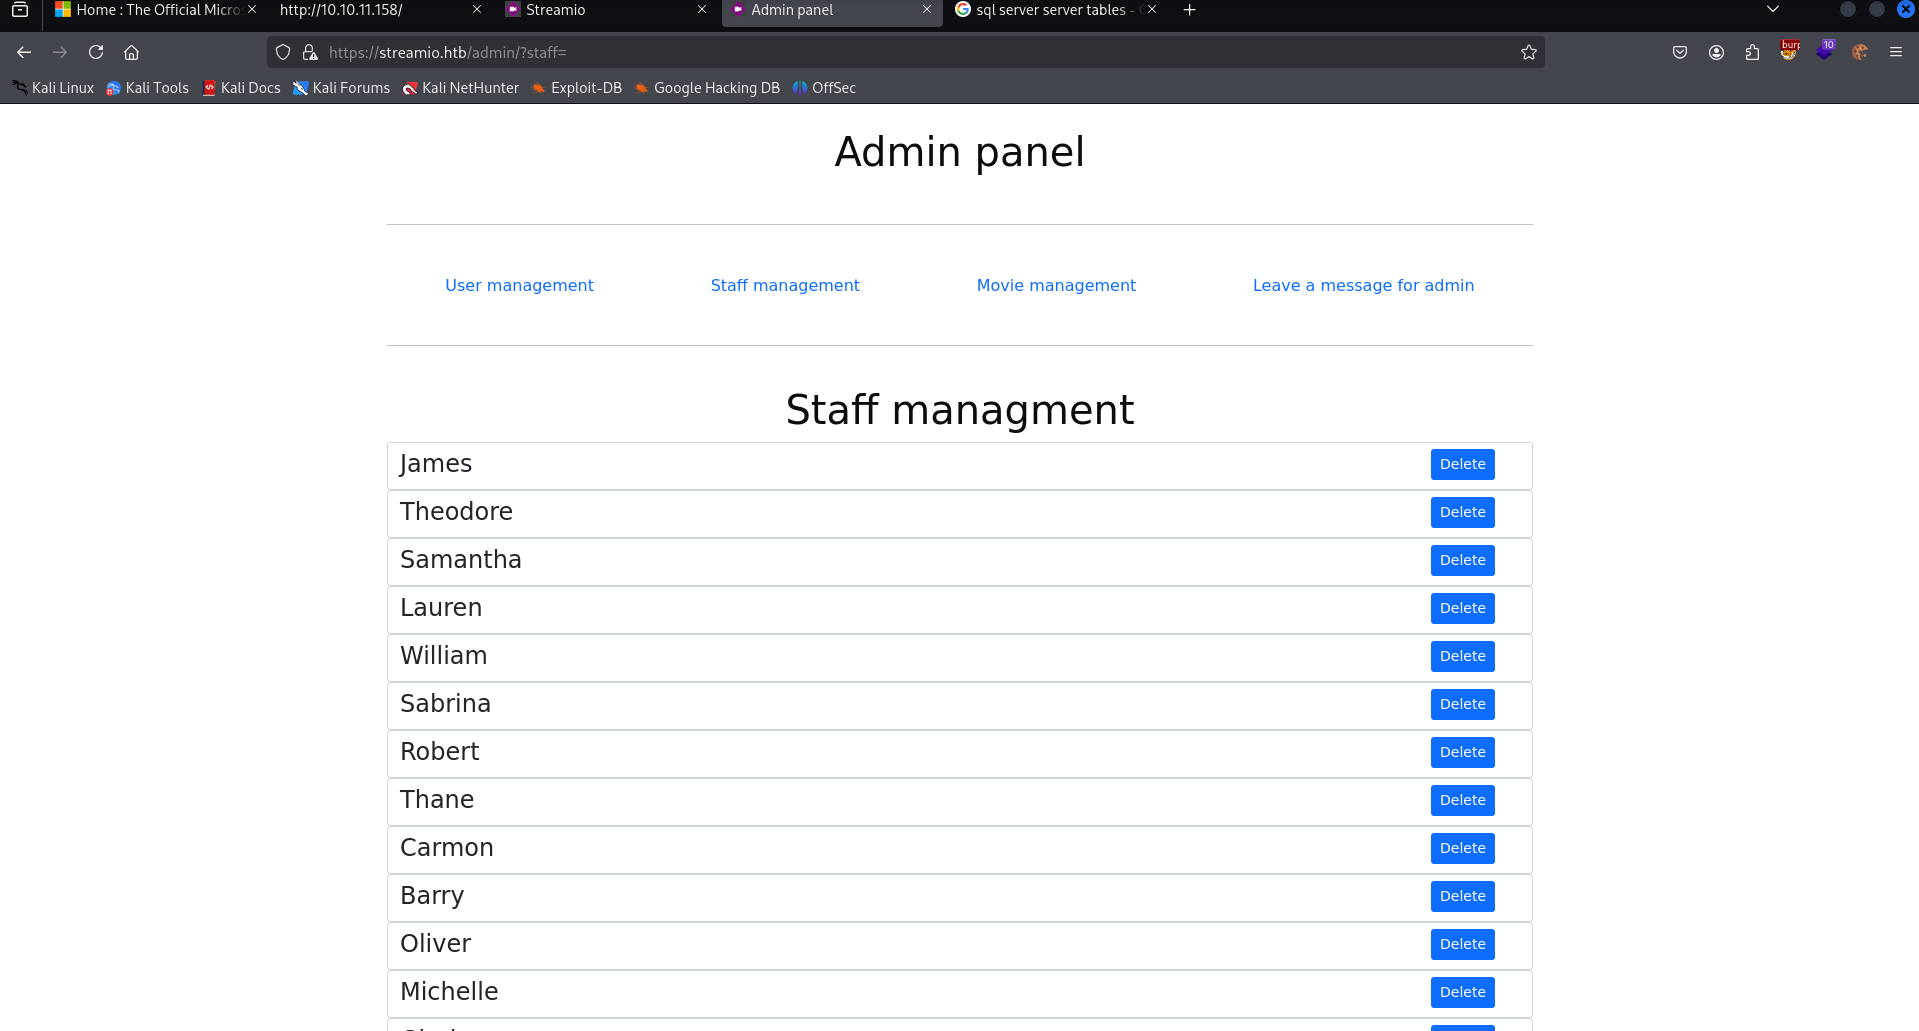 Home : The Official Micro
http://10.10.11.158/
Streamio
Admin panel
sql server server tables -
https://streamio.htb/admin/?staff=
burp
10
Kali Linux
Kali Tools
Kali Docs
Kali Forums
Kali NetHunter
Exploit-DB
Google Hacking DB
OffSec
Admin panel
User management
Staff management
Movie management
Leave a message for admin
Staff managment
James Delete
Theodore Delete
Samantha Delete
Lauren Delete
William Delete
Sabrina Delete
Robert Delete
Thane Delete
Carmon Delete
Barry Delete
Oliver Delete
Michelle Delete